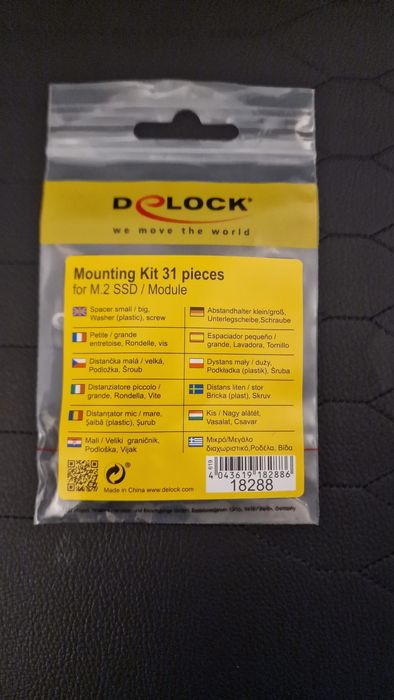 DELOCK®
we move the world
Mounting Kit 31 pieces
for M.2 SSD / Module
Spacer small / big,
Washer (plastic), screw
Abstandhalter klein/groß,
Unterlegscheibe,Schraube
Petite / grande
entretoise, Rondelle, vis
Espaciador pequeño /
grande, Lavadora, Tornillo
Distančka malá / velká,
Podložka, Šroub
Dystans mały / duży,
Podkładka (plastik), Śruba
Distanziatore piccolo /
grande, Rondella, Vite
Distans liten / stor
Bricka (plast), Skruv
Distanțator mic / mare,
Șaibă (plastic), Șurub
Kis / Nagy alátét,
Vasalat, Csavar
Mali / Veliki graničnik,
Podloška, Vijak
Μικρό/Μεγάλο
διαχωριστικό,Ροδέλα, Βίδα
Made in China www.delock.com
619
4 043619 182886
18288